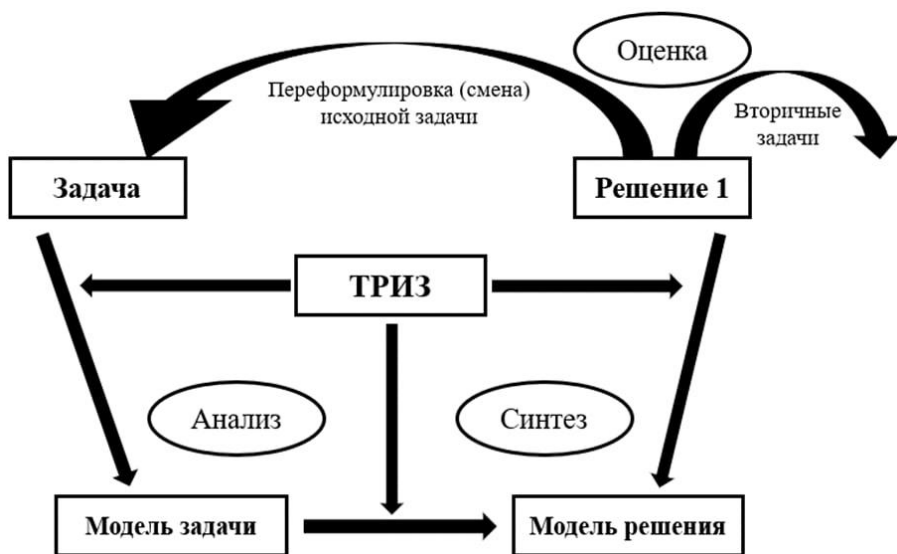 Оценка
Переформулировка (смена)
исходной задачи
Вторичные
задачи
Задача
Решение 1
ТРИЗ
Анализ
Синтез
Модель задачи
Модель решения